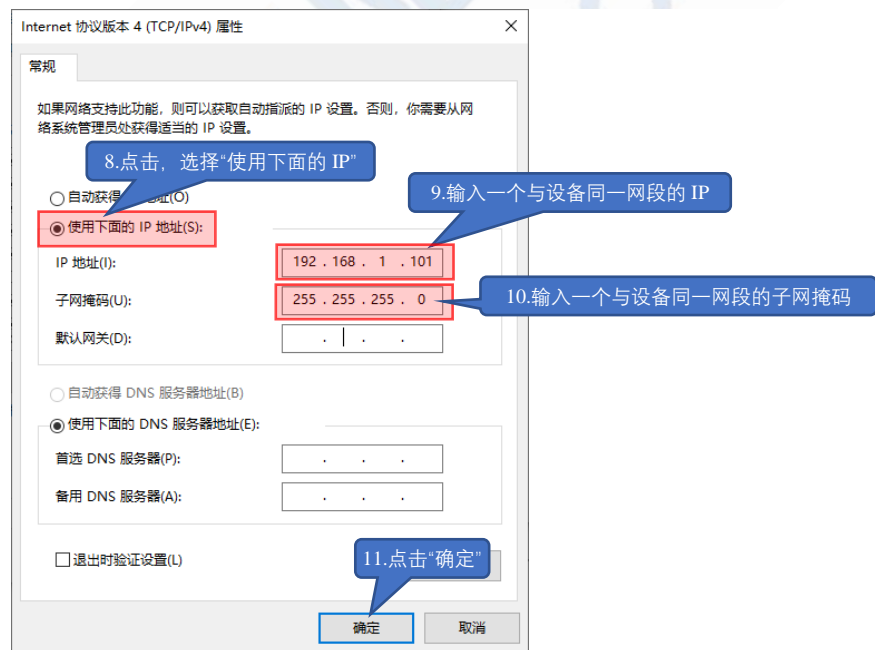 Internet 协议版本 4 (TCP/IPv4) 属性
常规
如果网络支持此功能，则可以获取自动指派的 IP 设置。否则，你需要从网
络系统管理员处获得适当的 IP 设置。
8.点击，选择“使用下面的 IP”
自动获得 址(O)
9.输入一个与设备同一网段的 IP
使用下面的 IP 地址(S):
IP 地址(I): 192 . 168 . 1 . 101
子网掩码(U): 255 . 255 . 255 . 0
10.输入一个与设备同一网段的子网掩码
默认网关(D): . . .
自动获得 DNS 服务器地址(B)
使用下面的 DNS 服务器地址(E):
首选 DNS 服务器(P): . . .
备用 DNS 服务器(A): . . .
退出时验证设置(L)
11.点击“确定”
确定 取消